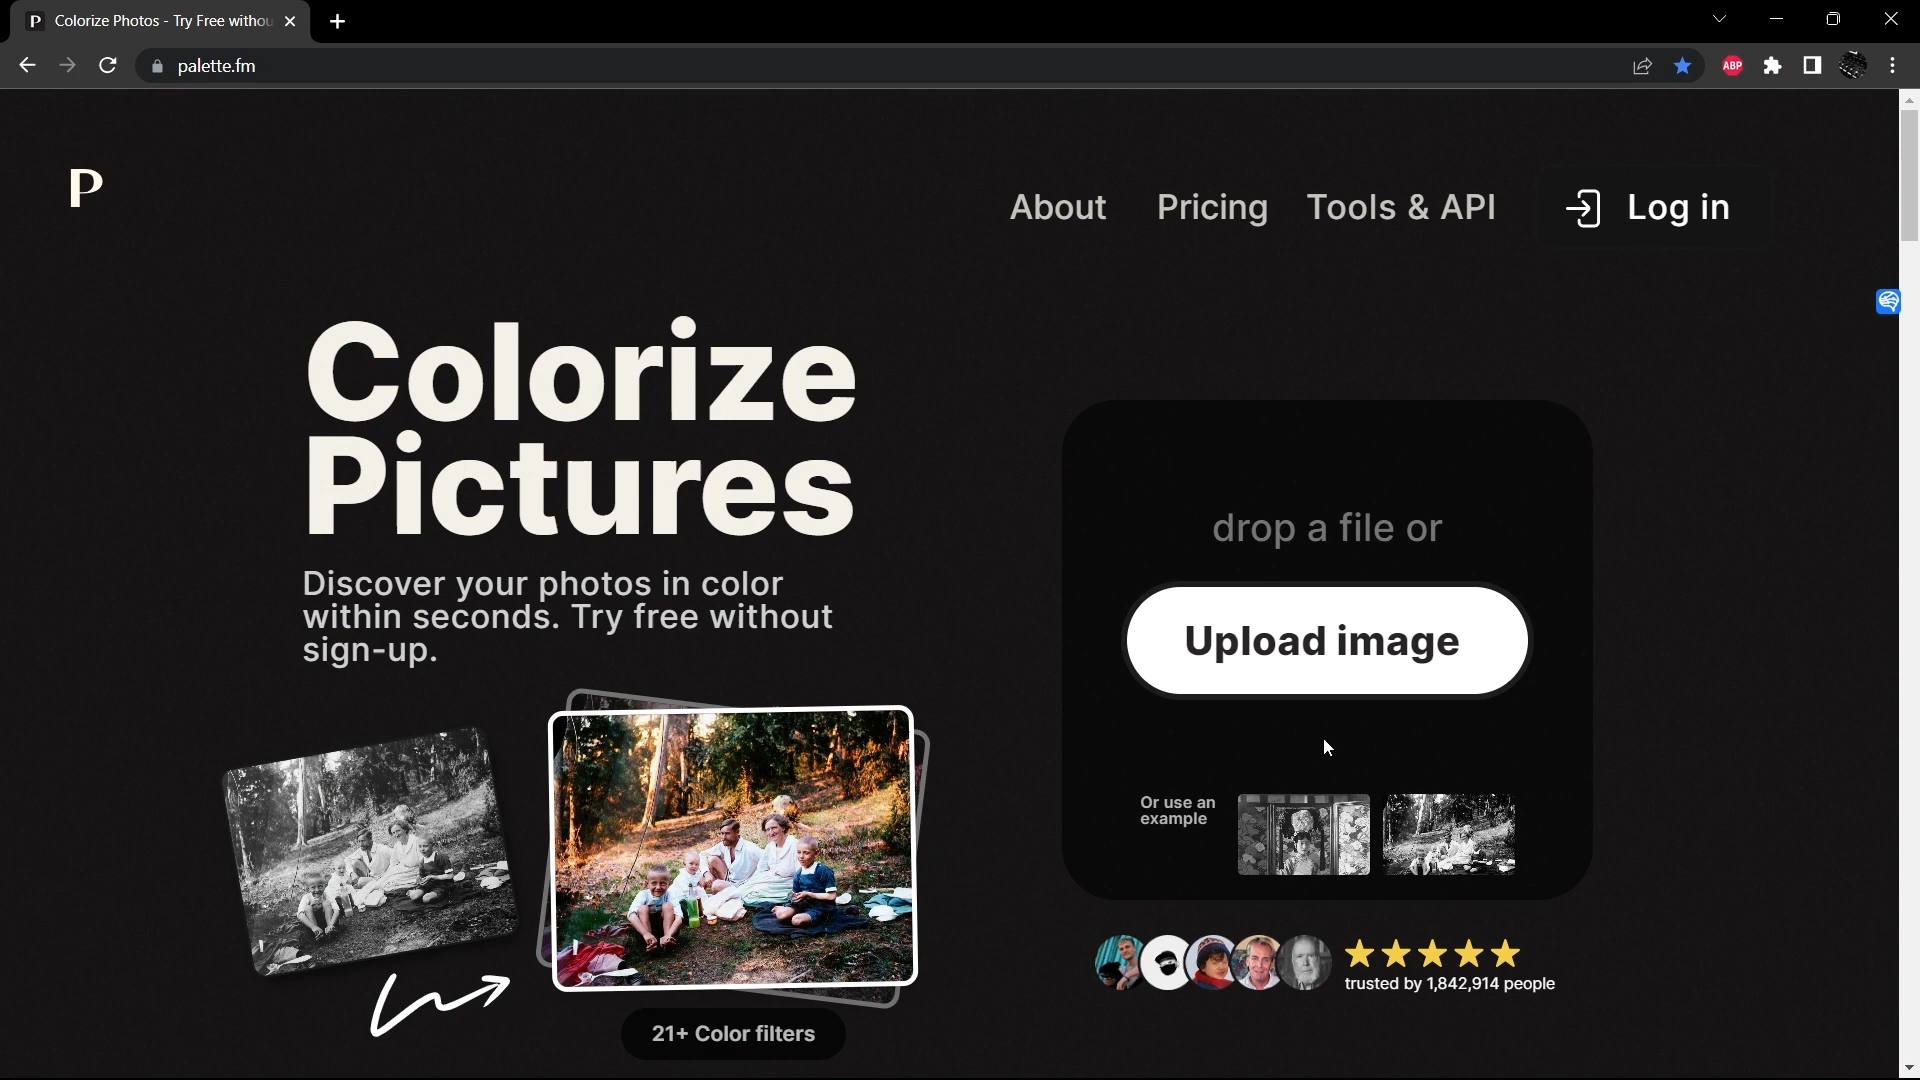 P Colorize Photos - Try Free withou
palette.fm
ABP
P
About Pricing Tools & API Log in
Colorize
Pictures
Discover your photos in color
within seconds. Try free without
sign-up.
drop a file or
Upload image
Or use an
example
trusted by 1,842,914 people
21+ Color filters